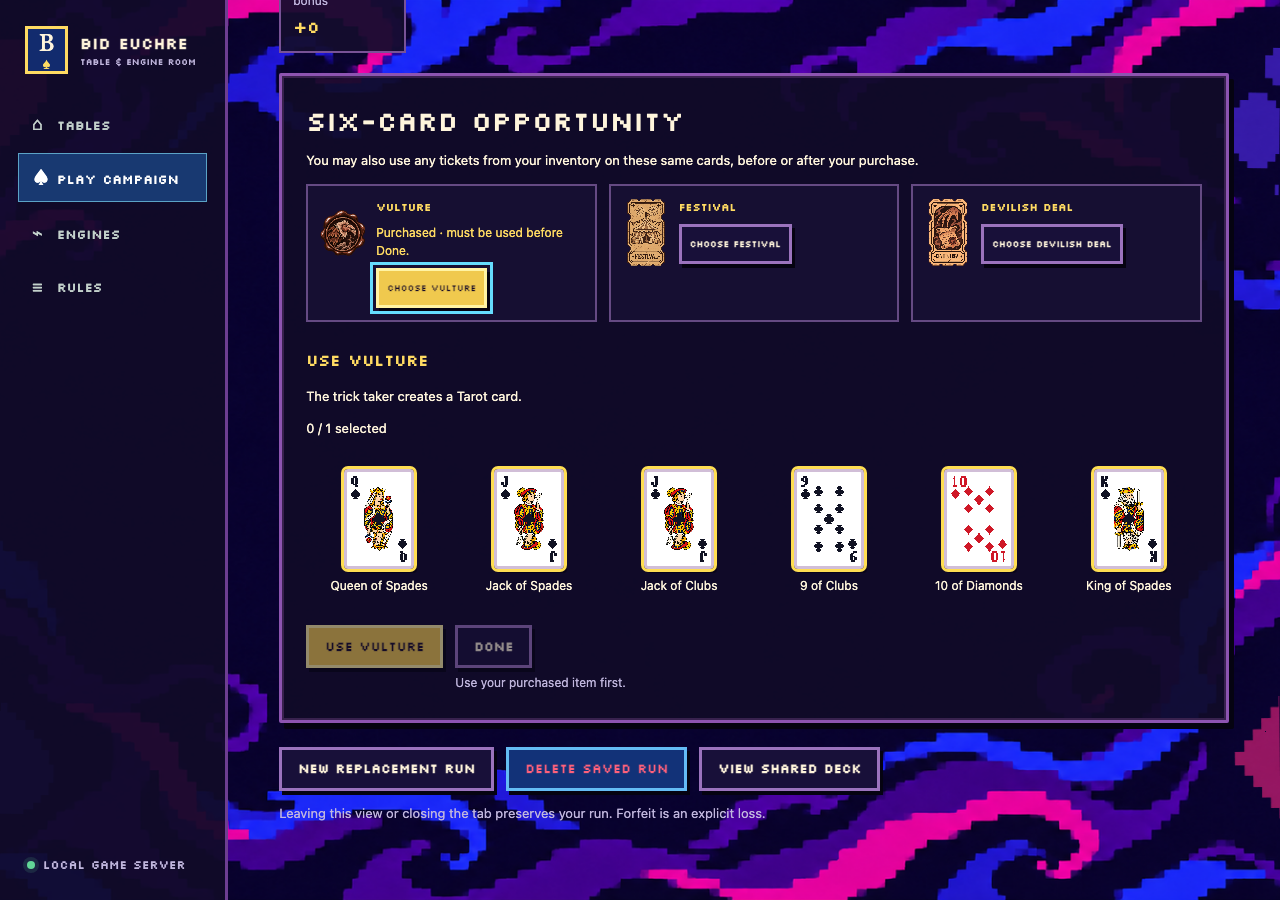 bonus
+0
B
BID EUCHRE
TABLE & ENGINE ROOM
TABLES
PLAY CAMPAIGN
ENGINES
RULES
LOCAL GAME SERVER
SIX-CARD OPPORTUNITY
You may also use any tickets from your inventory on these same cards, before or after your purchase.
VULTURE
Purchased · must be used before
Done.
CHOOSE VULTURE
FESTIVAL
FESTIVAL
CHOOSE FESTIVAL
DEVILISH DEAL
CHOOSE DEVILISH DEAL
USE VULTURE
The trick taker creates a Tarot card.
0 / 1 selected
Q
Q
J
J
J
J
9
9
10
10
K
K
Queen of Spades
Jack of Spades
Jack of Clubs
9 of Clubs
10 of Diamonds
King of Spades
USE VULTURE
DONE
Use your purchased item first.
NEW REPLACEMENT RUN
DELETE SAVED RUN
VIEW SHARED DECK
Leaving this view or closing the tab preserves your run. Forfeit is an explicit loss.